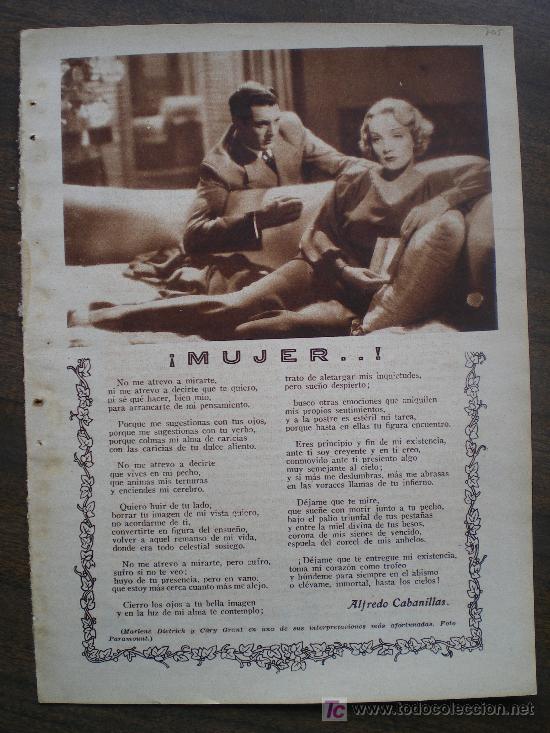 205
¡MUJER..!
No me atrevo a mirarte,
ni me atrevo a decirte que te quiero,
ni sé qué hacer, bien mío,
para arrancarte de mi pensamiento.
Porque me sugestionas con tus ojos,
porque me sugestionas con tu verbo,
porque colmas mi alma de caricias
con las caricias de tu dulce aliento.
No me atrevo a decirte
que vives en mi pecho,
que animas mis ternuras
y enciendes mi cerebro.
Quiero huir de tu lado,
borrar tu imagen de mi vista quiero,
no acordarme de ti,
convertirte en figura del ensueño,
volver a aquel remanso de mi vida,
donde era todo celestial sosiego.
No me atrevo a mirarte, pero sufro,
sufro si no te veo;
huyo de tu presencia, pero en vano,
que estoy más cerca cuanto más me alejo.
Cierro los ojos a tu bella imagen
y en la luz de mi alma te contemplo;
trato de aletargar mis inquietudes,
pero sueño despierto;
busco otras emociones que aniquilen
mis propios sentimientos,
y a la postre es estéril mi tarea,
porque hasta en ellas tu figura encuentro.
Eres principio y fin de mi existencia,
ante ti soy creyente y en ti creo,
conmovido ante ti presiento algo
muy semejante al cielo;
y si más me deslumbras, más me abrasas
en las voraces llamas de tu infierno.
Déjame que te mire,
que sueñe con morir junto a tu pecho,
bajo el palio triunfal de tus pestañas
y entre la miel divina de tus besos,
corona de mis sienes de vencido,
espuela del corcel de mis anhelos.
¡Déjame que te entregue mi existencia,
toma mi corazón como trofeo
y húndeme para siempre en el abismo
o elévame, inmortal, hasta los cielos!
Alfredo Cabanillas.
(Marlene Dietrich y Cary Grant en una de sus interpretaciones más afortunadas. Foto
Paramount.)
tc www.todocoleccion.net